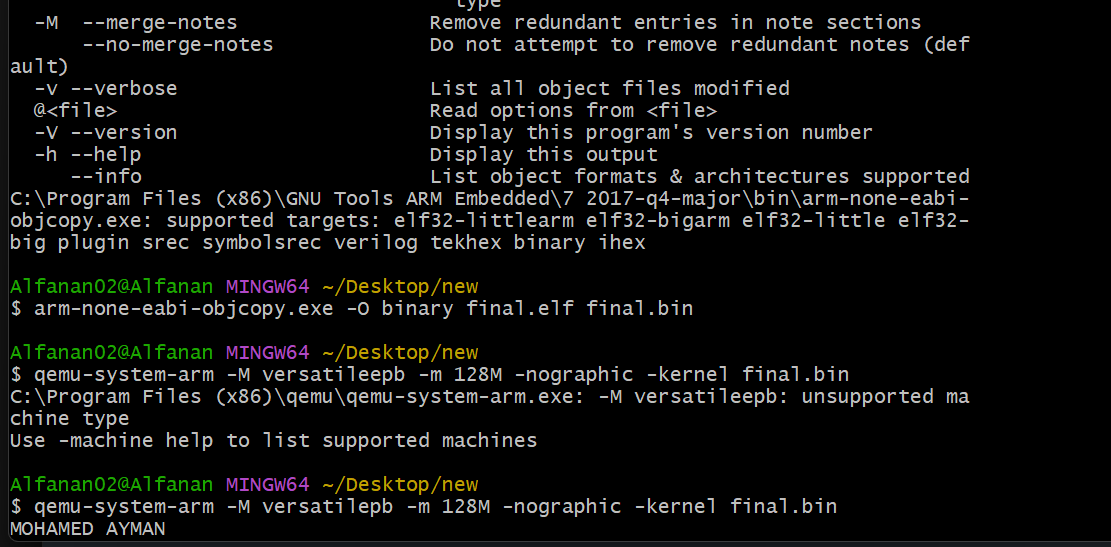 type
-M  --merge-notes                Remove redundant entries in note sections
    --no-merge-notes             Do not attempt to remove redundant notes (def
ault)
-v --verbose                     List all object files modified
@<file>                          Read options from <file>
-V --version                     Display this program's version number
-h --help                        Display this output
   --info                        List object formats & architectures supported
C:\Program Files (x86)\GNU Tools ARM Embedded\7 2017-q4-major\bin\arm-none-eabi-
objcopy.exe: supported targets: elf32-littlearm elf32-bigarm elf32-little elf32-
big plugin srec symbolsrec verilog tekhex binary ihex
Alfanan02@Alfanan MINGW64 ~/Desktop/new
$ arm-none-eabi-objcopy.exe -O binary final.elf final.bin
Alfanan02@Alfanan MINGW64 ~/Desktop/new
$ qemu-system-arm -M versatileepb -m 128M -nographic -kernel final.bin
C:\Program Files (x86)\qemu\qemu-system-arm.exe: -M versatileepb: unsupported ma
chine type
Use -machine help to list supported machines
Alfanan02@Alfanan MINGW64 ~/Desktop/new
$ qemu-system-arm -M versatilepb -m 128M -nographic -kernel final.bin
MOHAMED AYMAN